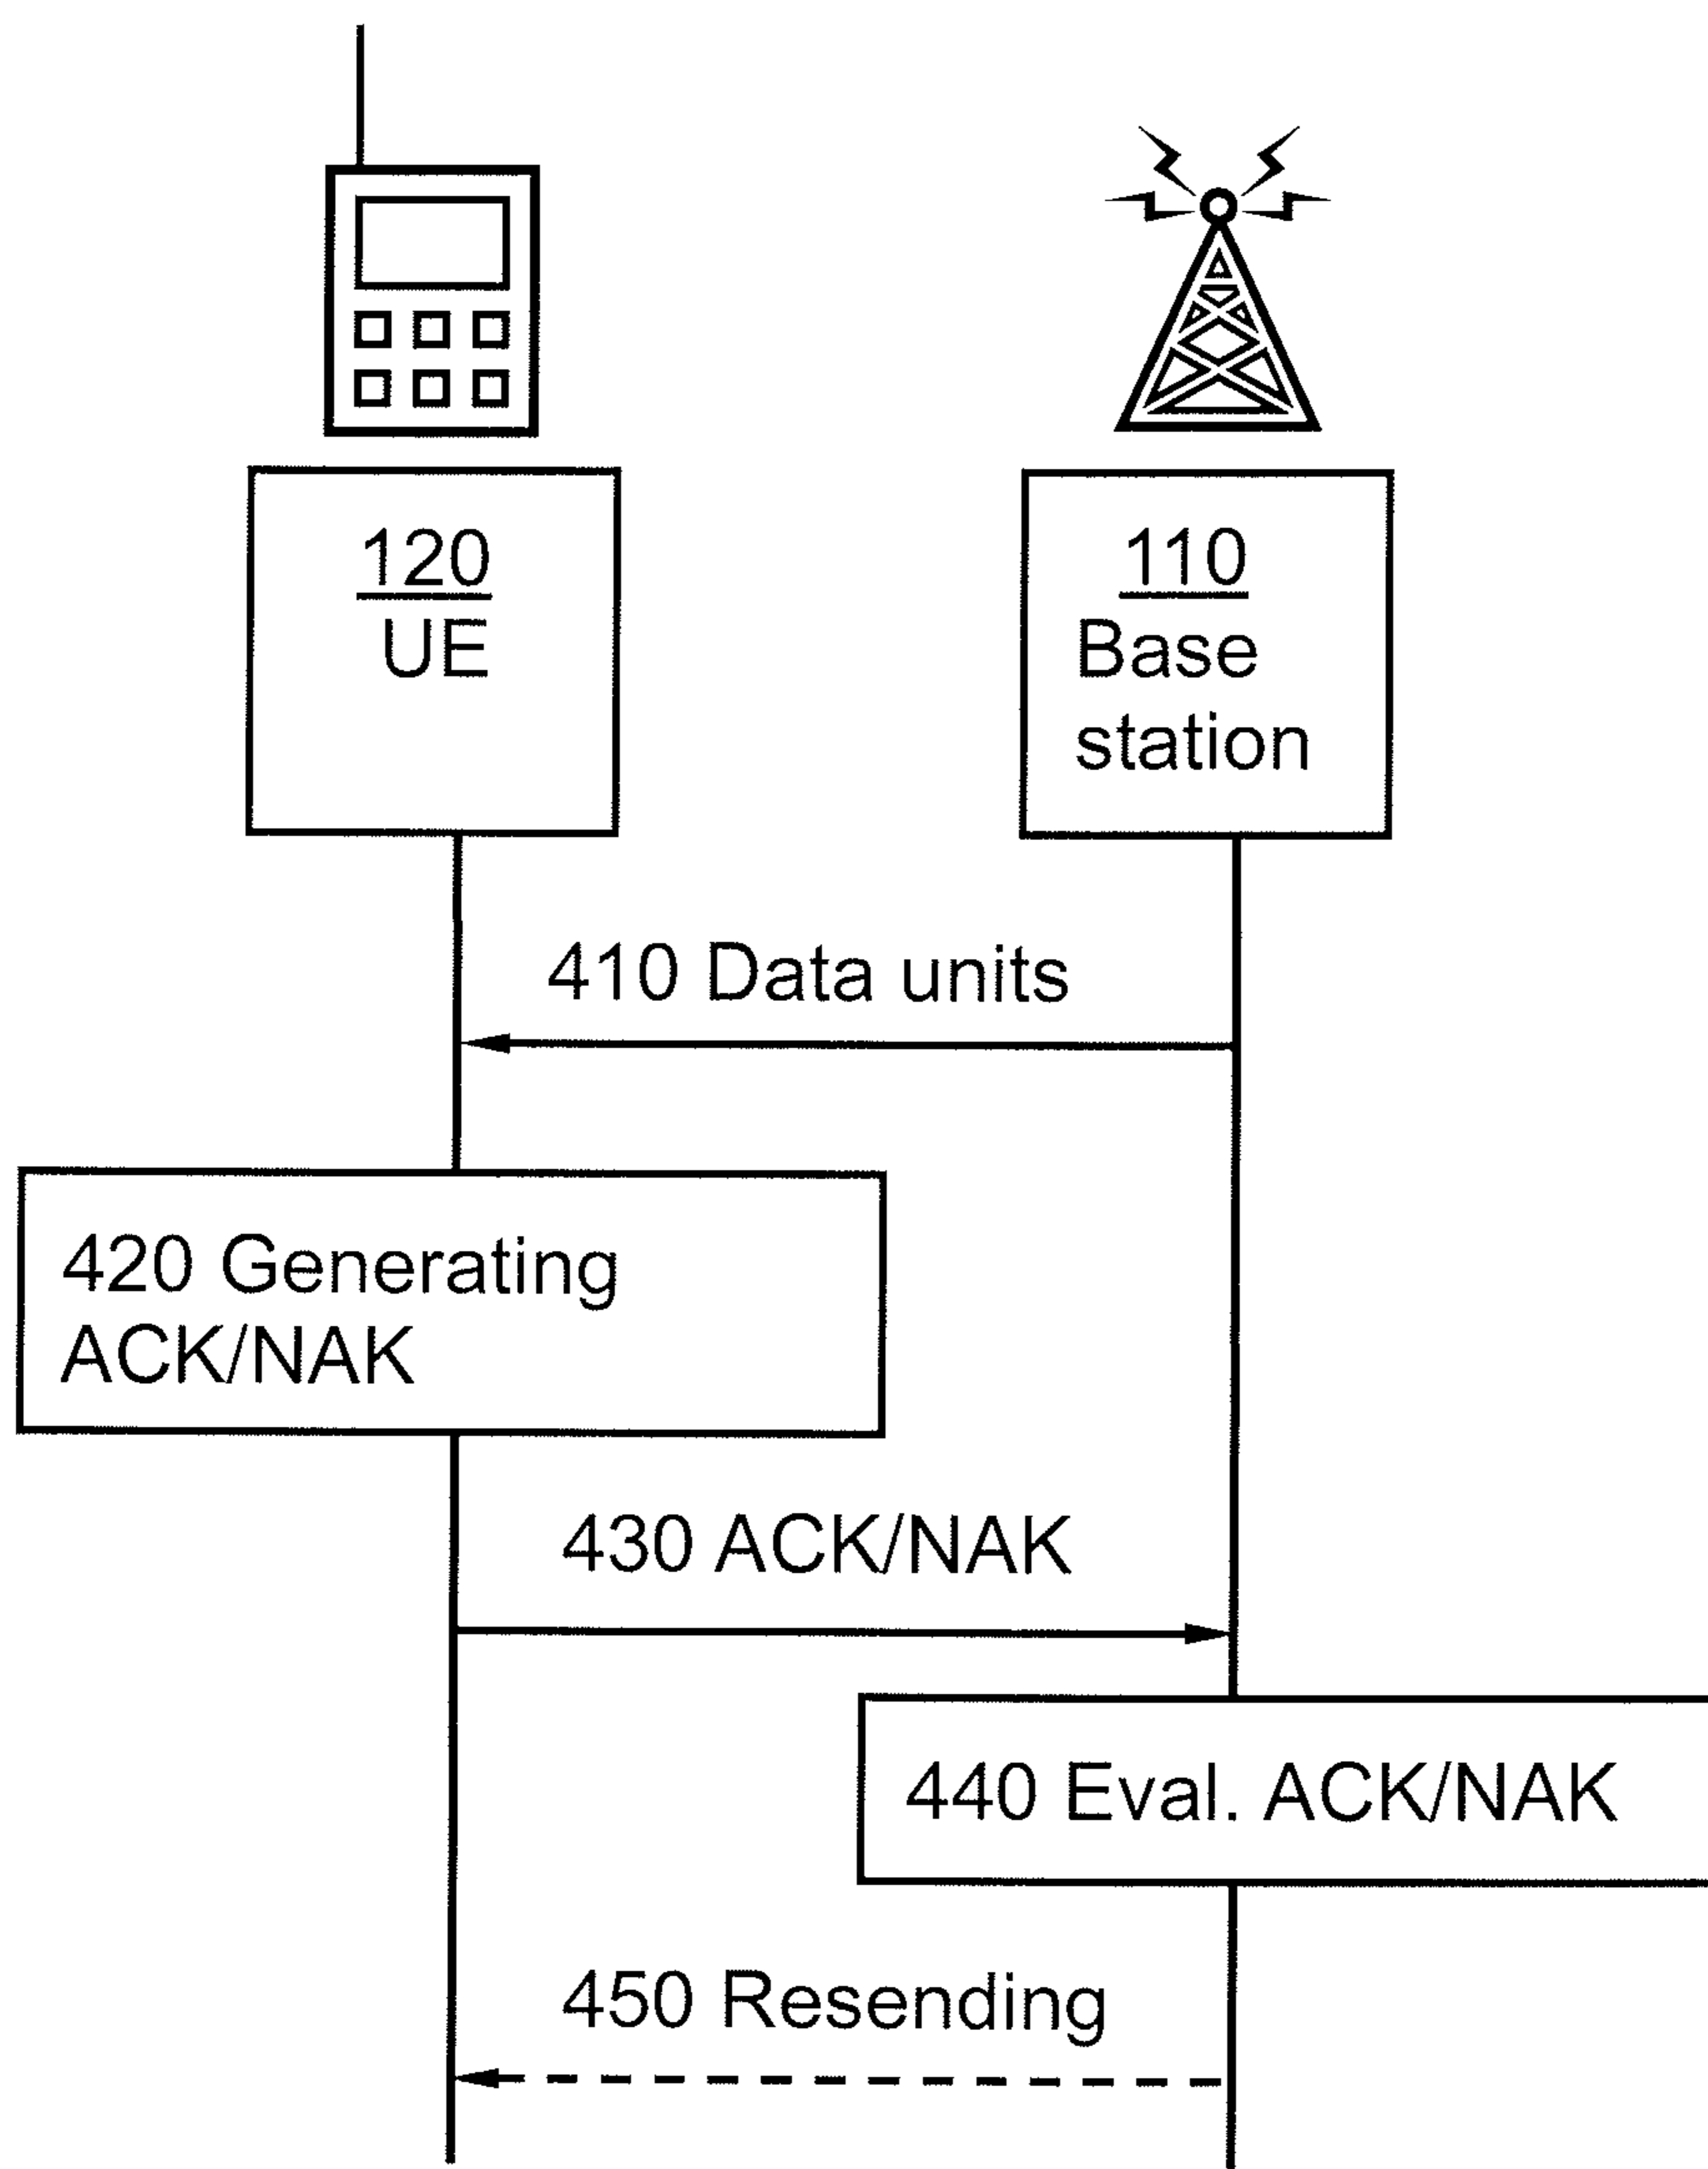 120
UE
110
Base
station
410 Data units
420 Generating
ACK/NAK
430 ACK/NAK
440 Eval. ACK/NAK
450 Resending